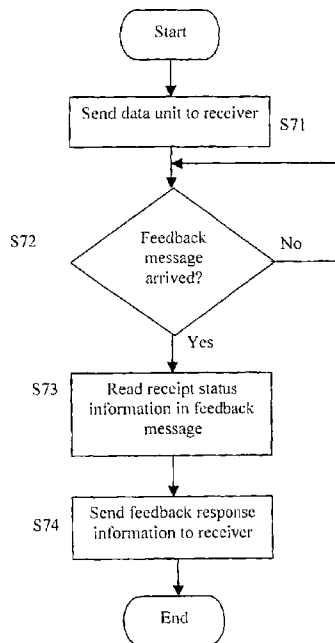 Start
Send data unit to receiver
S71
S72
Feedback
message
arrived?
No
Yes
S73
Read receipt status
information in feedback
message
S74
Send feedback response
information to receiver
End